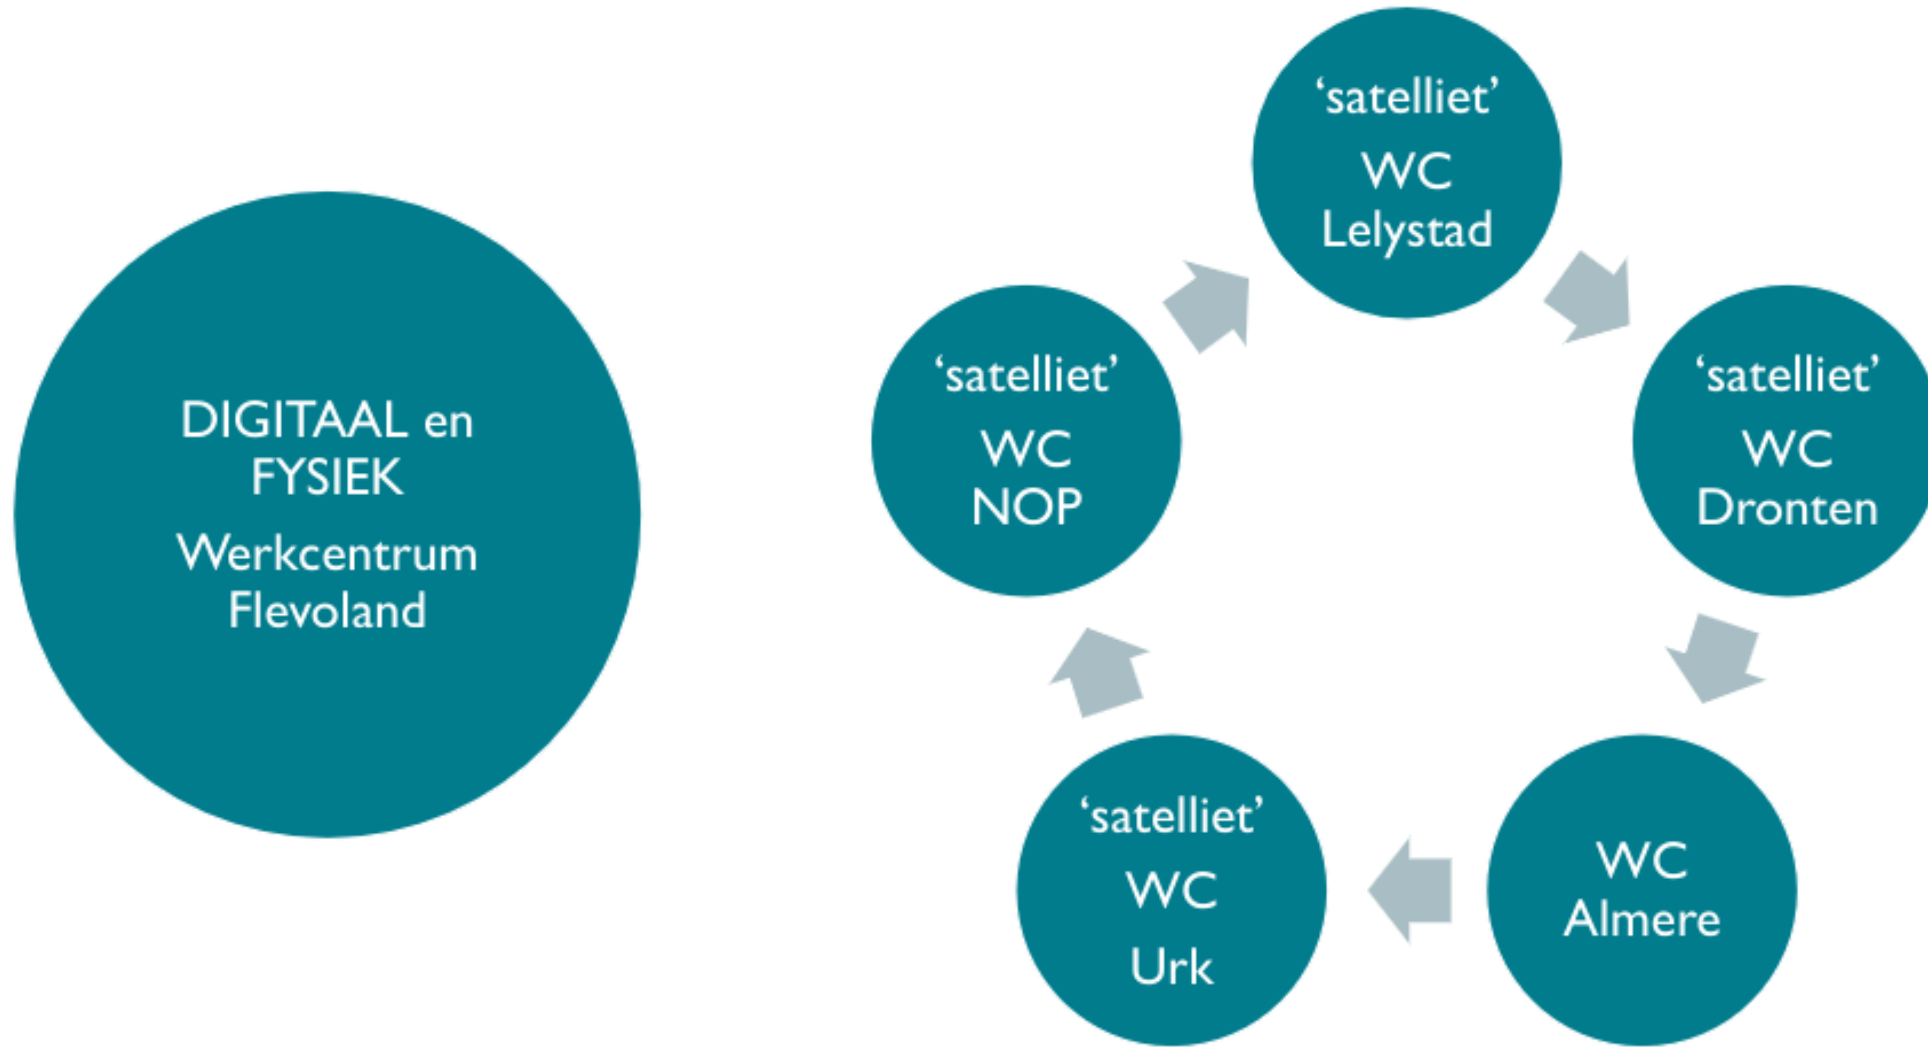 DIGITAAL en
FYSIEK
Werkcentrum
Flevoland
‘satelliet’
WC
Lelystad
‘satelliet’
WC
Dronten
WC
Almere
‘satelliet’
WC
Urk
‘satelliet’
WC
NOP